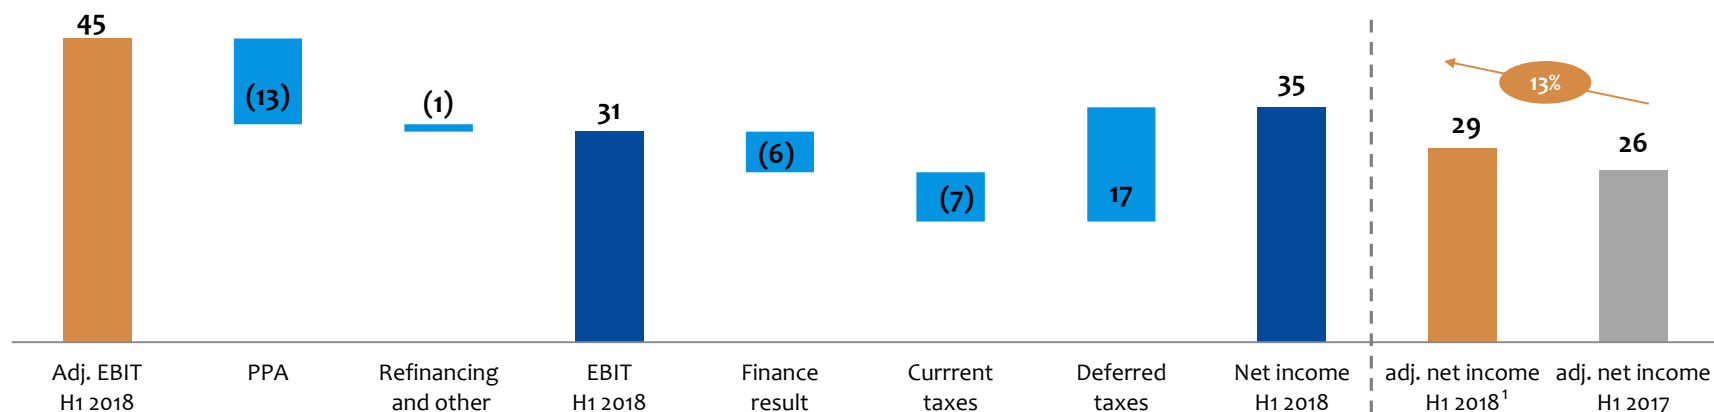 45
(13)
(1)
31
(6)
(7)
17
35
13%
29
26
Adj. EBIT
H1 2018
PPA
Refinancing
and other
EBIT
H1 2018
Finance
result
Currrent
taxes
Deferred
taxes
Net income
H1 2018
adj. net income
H1 2018¹
adj. net income
H1 2017